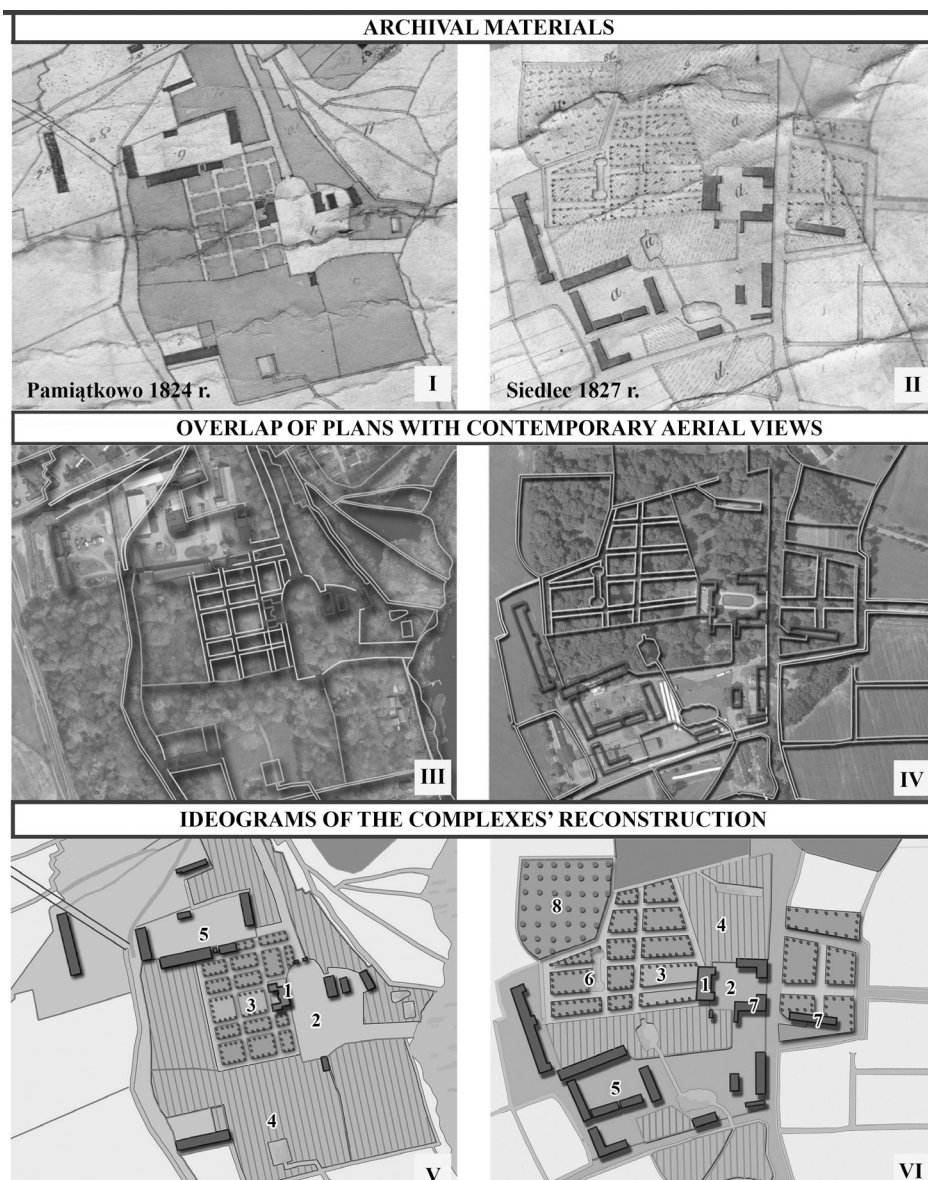 ARCHIVAL MATERIALS
g
d
d
g
h
c
z
a
d
Pamiątkowo 1824 r.
I
Siedlec 1827 r.
II
OVERLAP OF PLANS WITH CONTEMPORARY AERIAL VIEWS
III
IV
IDEOGRAMS OF THE COMPLEXES' RECONSTRUCTION
5
3
1
2
4
V
8
4
6
3
1
2
7
7
5
VI